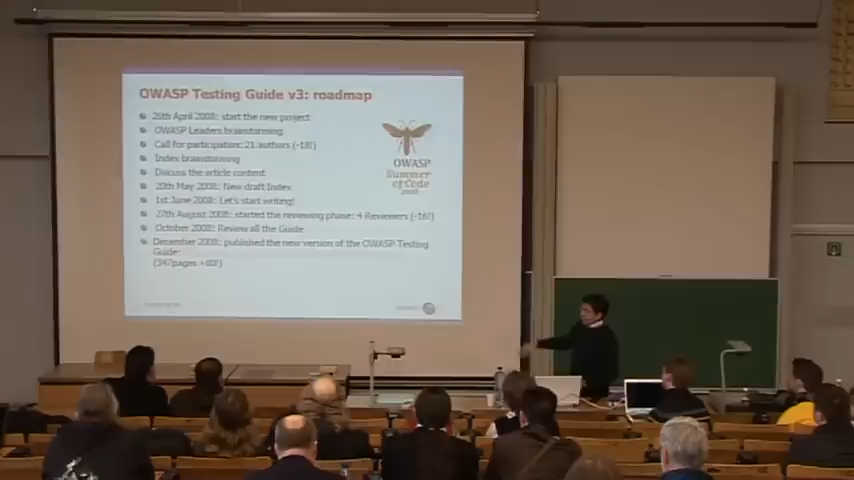 OWASP Testing Guide v3: roadmap
26th April 2008: start the new project
OWASP Leaders brainstorming
Call for participation: 21 authors (-18!)
Index brainstorming
Discuss the article content
20th May 2008: New draft Index
1st June 2008: Let's start writing!
27th August 2008: started the reviewing phase: 4 Reviewers (-16!)
October 2008: Review all the Guide
December 2008: published the new version of the OWASP Testing
Guide:
(347pages +80!)
OWASP
Summer
of Code
2008